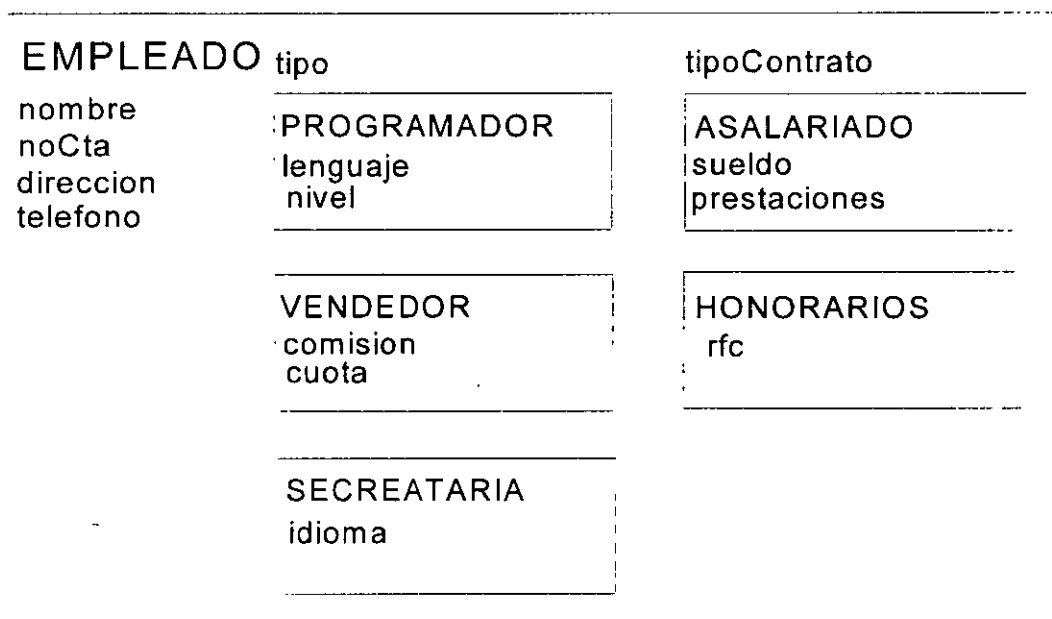 EMPLEADO tipo tipoContrato
nombre
noCta
direccion
telefono
PROGRAMADOR
lenguaje
nivel
ASALARIADO
sueldo
prestaciones
VENDEDOR
comision
cuota
HONORARIOS
rfc
SECREATARIA
idioma